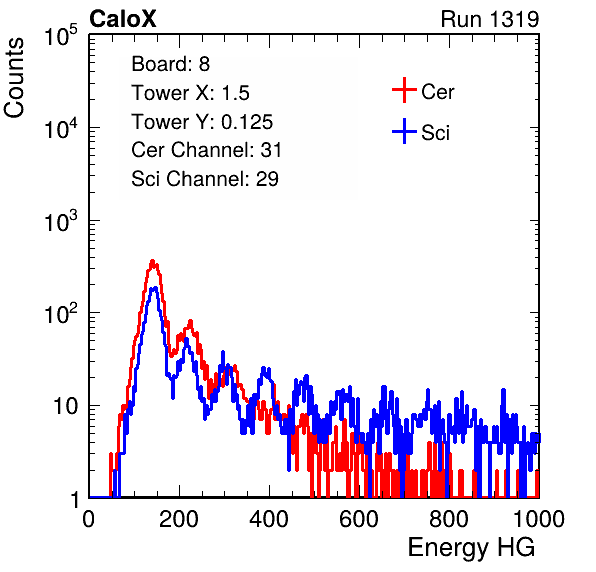 CaloX Run 1319
Counts
10^5
10^4
10^3
10^2
10
1
Board: 8
Tower X: 1.5
Tower Y: 0.125
Cer Channel: 31
Sci Channel: 29
Cer
Sci
0 200 400 600 800 1000
Energy HG